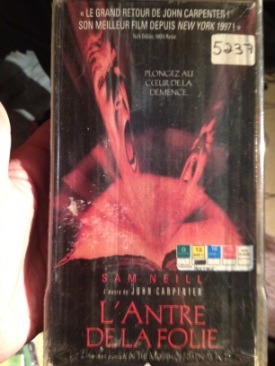 « LE GRAND RETOUR DE JOHN CARPENTER !
SON MEILLEUR FILM DEPUIS NEW YORK 1997 ! »
5237
PLONGEZ AU
CŒUR DE LA
DÉMENCE...
SAM NEILL
JOHN CARPENTER
L'ANTRE
DE LA FOLIE